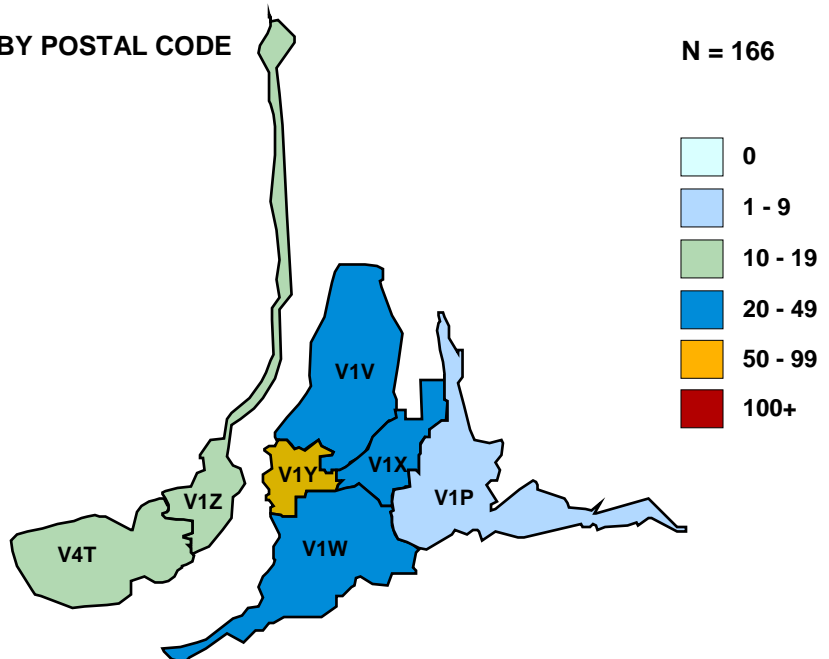 BY POSTAL CODE
N = 166
0
1 - 9
10 - 19
20 - 49
50 - 99
100+
V1V
V1Y
V1X
V1Z
V1P
V4T
V1W